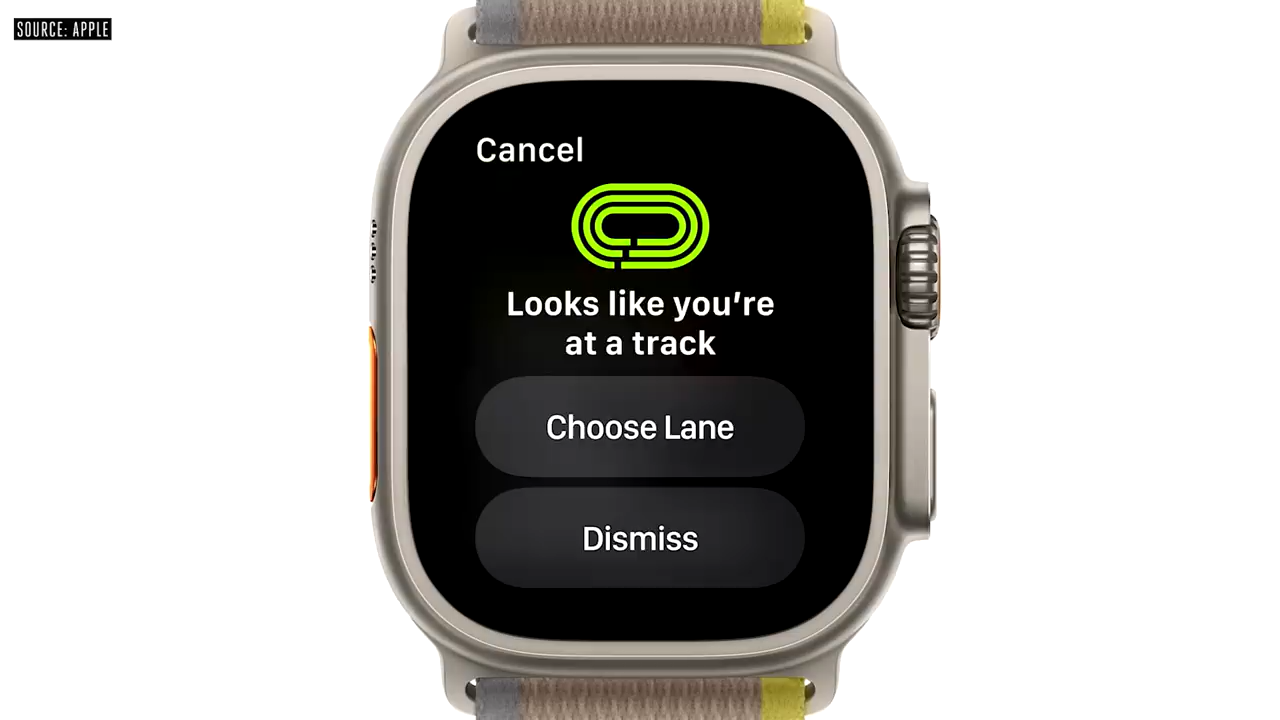 SOURCE: APPLE
Cancel
Looks like you're
at a track
Choose Lane
Dismiss